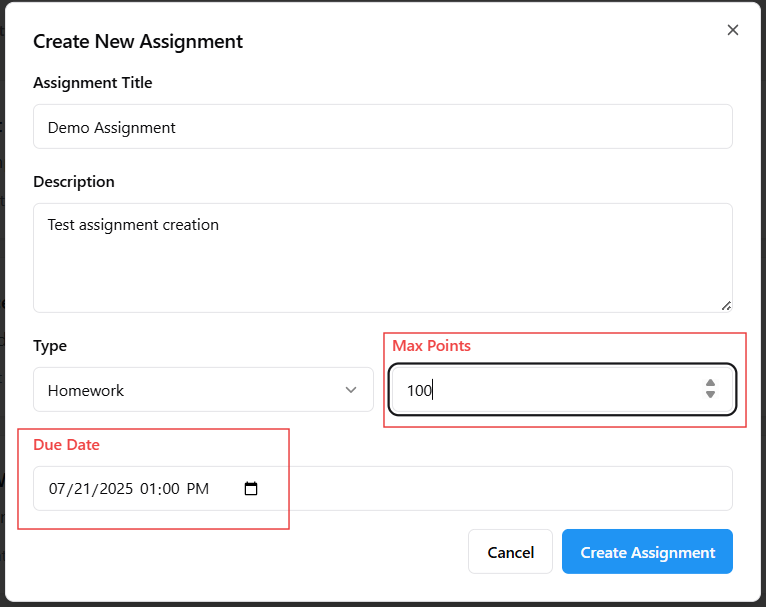 Create New Assignment
Assignment Title
Demo Assignment
Description
Test assignment creation
Type
Max Points
Homework
100
Due Date
07/21/2025 01:00 PM
Cancel
Create Assignment